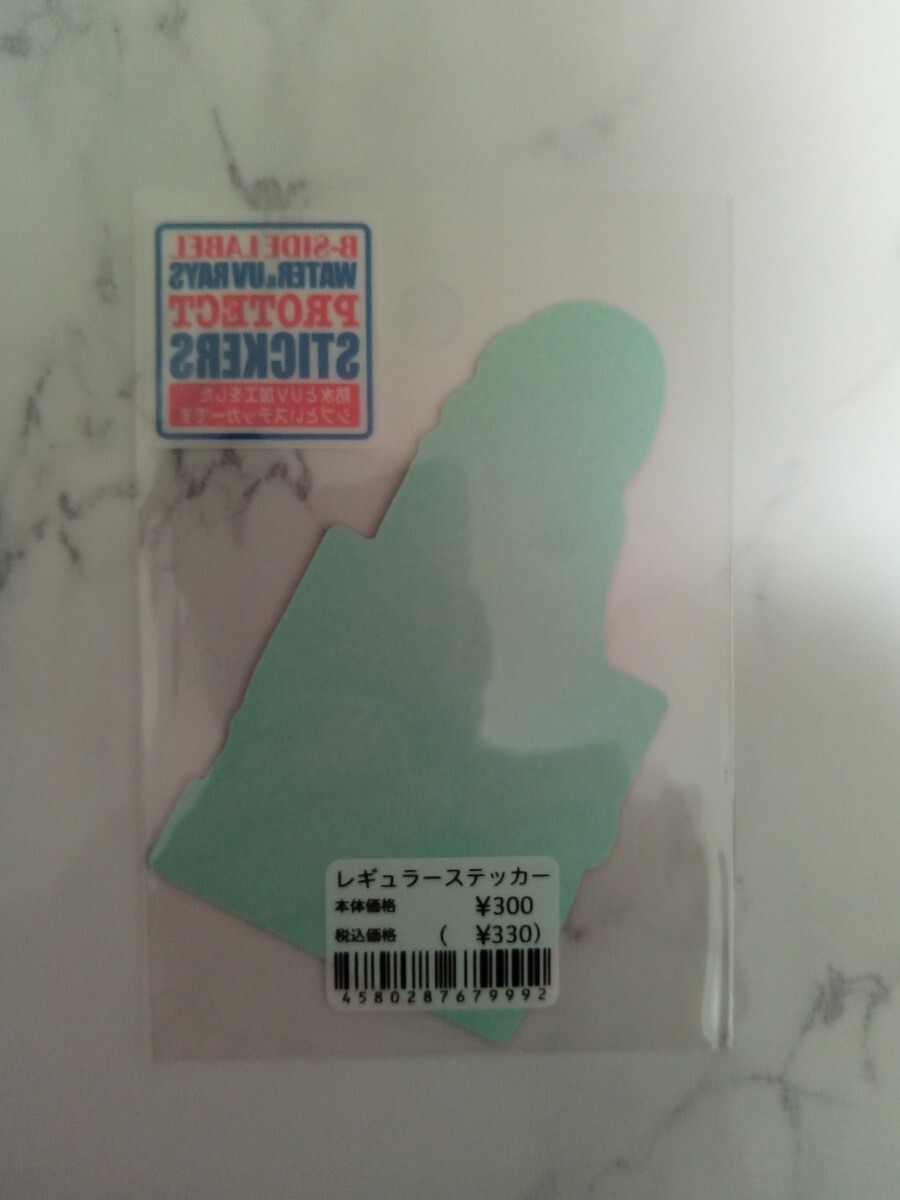 B-SIDE LABEL
WATER&UV RAYS
PROTECT
STICKERS
防水とUV加工をした
シブといステッカーです
レギュラーステッカー
本体価格 ¥300
税込価格 ( ¥330)
4580287679992